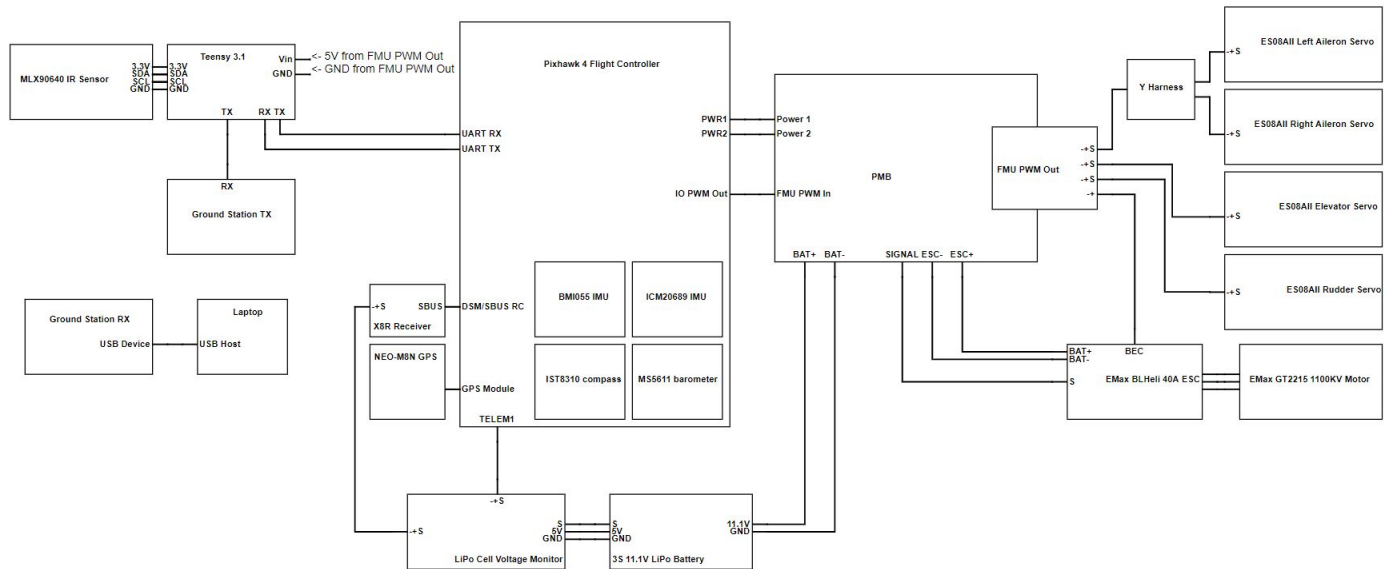 MLX90640 IR Sensor
3.3V
SDA
SCL
GND
Teensy 3.1
3.3V
SDA
SCL
GND
Vin
GND
TX
RX TX
<- 5V from FMU PWM Out
<- GND from FMU PWM Out
RX
Ground Station TX
Ground Station RX
USB Device
Laptop
USB Host
Pixhawk 4 Flight Controller
UART RX
UART TX
PWR1
PWR2
IO PWM Out
DSM/SBUS RC
GPS Module
TELEM1
BMI055 IMU
ICM20689 IMU
IST8310 compass
MS5611 barometer
-+S
SBUS
X8R Receiver
NEO-M8N GPS
-+S
-+S
S
5V
GND
LiPo Cell Voltage Monitor
S
5V
GND
11.1V
GND
3S 11.1V LiPo Battery
Power 1
Power 2
FMU PWM In
PMB
BAT+
BAT-
SIGNAL
ESC-
ESC+
FMU PWM Out
-+S
-+S
-+S
-+
Y Harness
-+S
ES08AII Left Aileron Servo
-+S
ES08AII Right Aileron Servo
-+S
ES08AII Elevator Servo
-+S
ES08AII Rudder Servo
BAT+
BAT-
S
BEC
EMax BLHeli 40A ESC
EMax GT2215 1100KV Motor